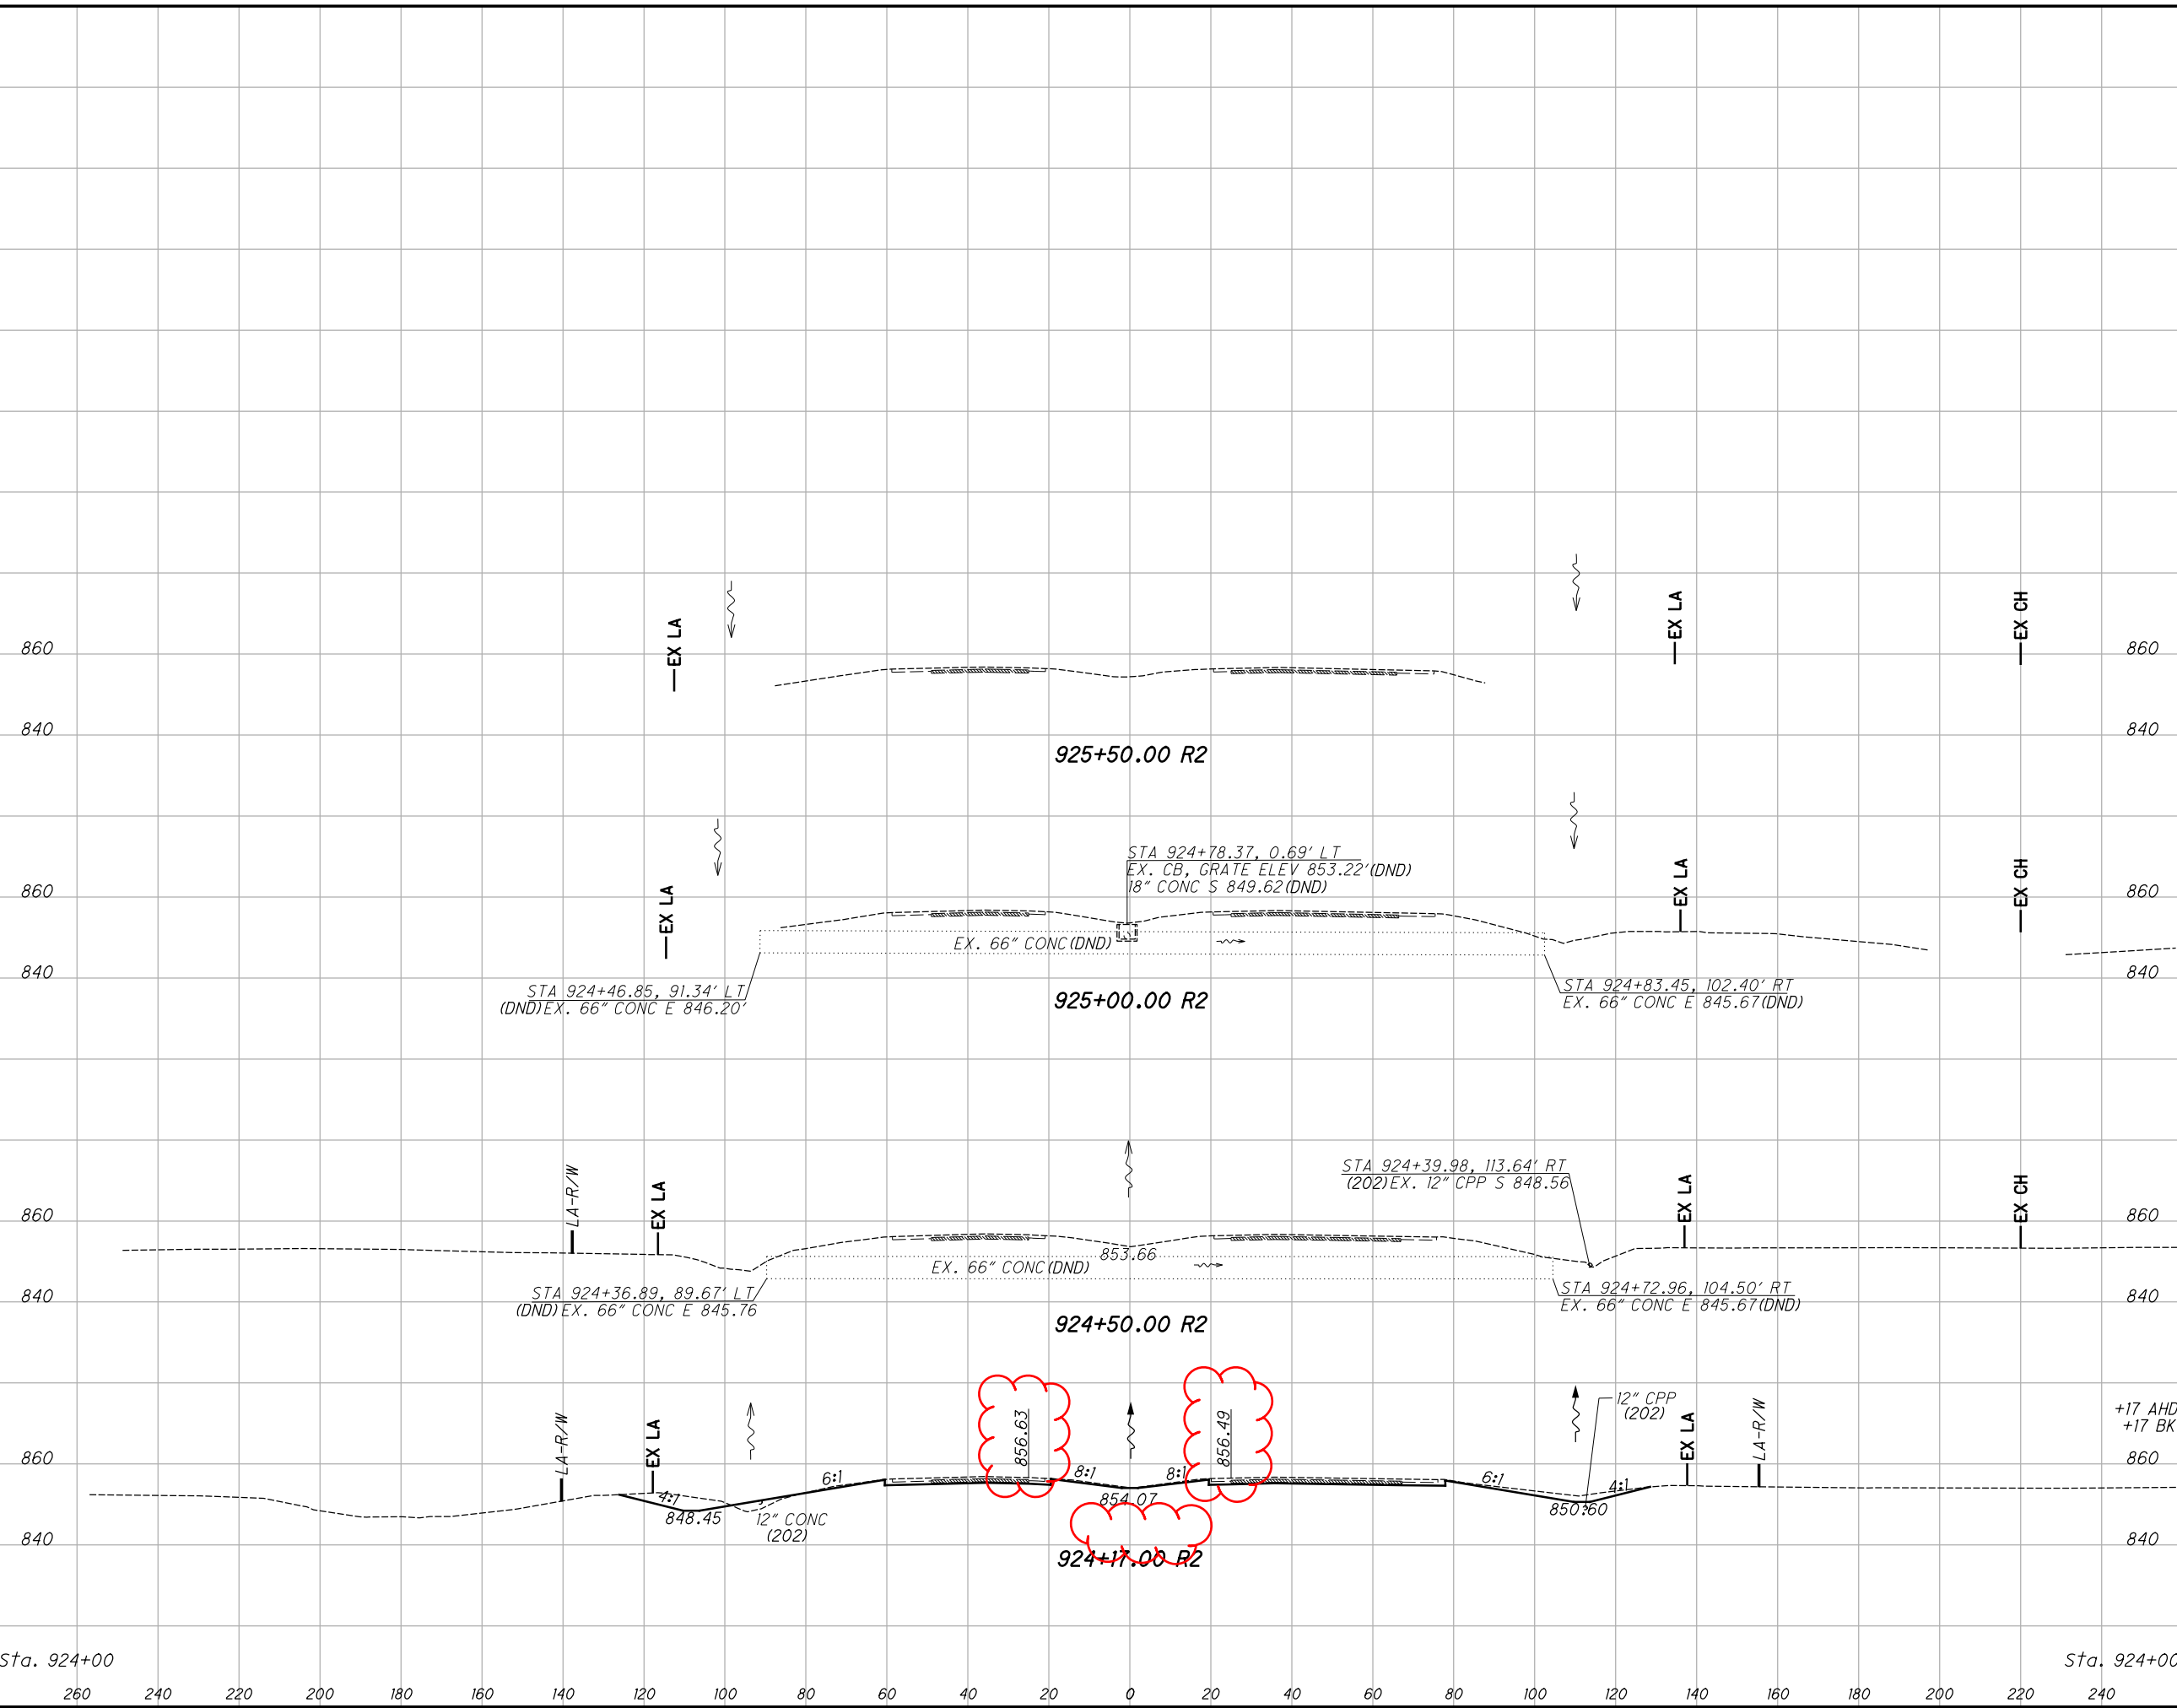 EX LA
EX LA
EX CH
860
860
840
840
925+50.00 R2
STA 924+78.37, 0.69' LT
EX. CB, GRATE ELEV 853.22'(DND)
18" CONC S 849.62(DND)
EX LA
EX LA
EX CH
860
860
EX. 66" CONC(DND)
840
840
STA 924+46.85, 91.34' LT
(DND)EX. 66" CONC E 846.20'
925+00.00 R2
STA 924+83.45, 102.40' RT
EX. 66" CONC E 845.67(DND)
LA-R/W
EX LA
STA 924+39.98, 113.64' RT
(202)EX. 12" CPP S 848.56
EX LA
EX CH
860
860
853.66
EX. 66" CONC(DND)
840
840
STA 924+36.89, 89.67' LT
(DND)EX. 66" CONC E 845.76
STA 924+72.96, 104.50' RT
EX. 66" CONC E 845.67(DND)
924+50.00 R2
LA-R/W
EX LA
856.63
856.49
12" CPP
(202)
EX LA
LA-R/W
+17 AHD
+17 BK
860
860
4:1
6:1
8:1
8:1
6:1
4:1
848.45
12" CONC
(202)
854.07
850.60
840
840
924+17.00 R2
Sta. 924+00
Sta. 924+00
260 240 220 200 180 160 140 120 100 80 60 40 20 0 20 40 60 80 100 120 140 160 180 200 220 240